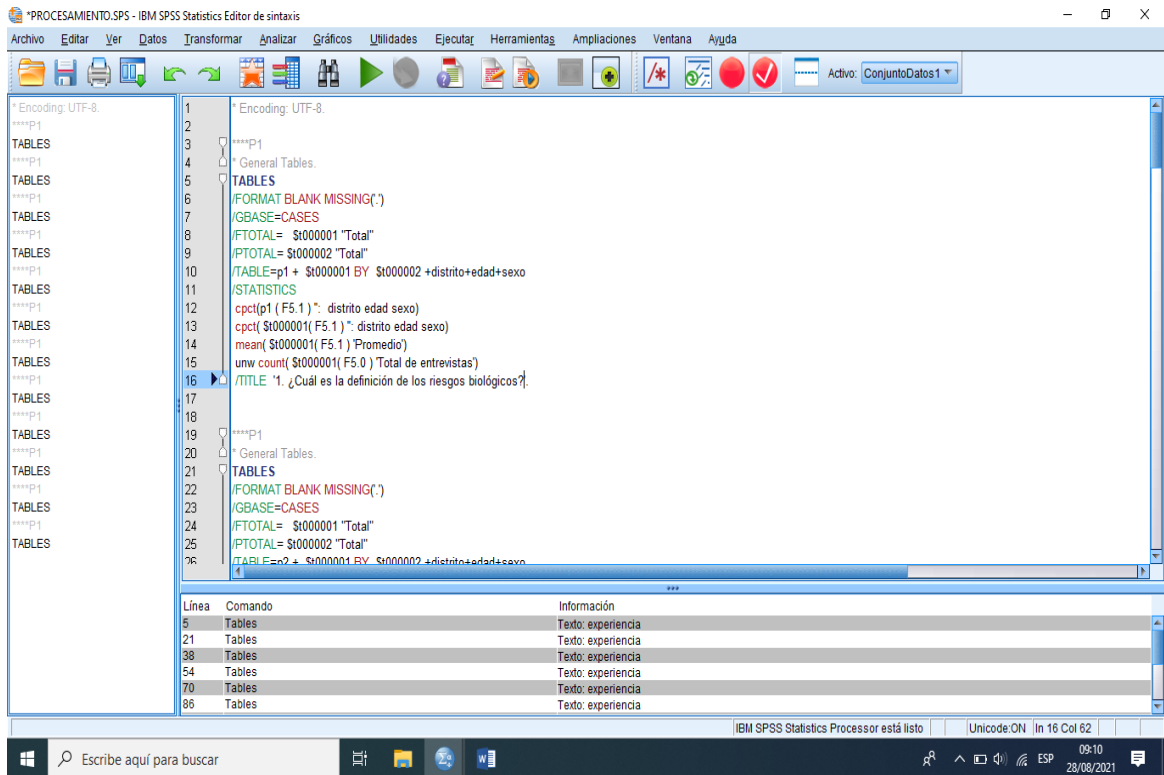 *PROCESAMIENTO.SPS - IBM SPSS Statistics Editor de sintaxis
Archivo Editar Ver Datos Transformar Analizar Gráficos Utilidades Ejecutar Herramientas Ampliaciones Ventana Ayuda
Activo: ConjuntoDatos1
* Encoding: UTF-8.
****P1
TABLES
****P1
TABLES
****P1
TABLES
****P1
TABLES
****P1
TABLES
****P1
TABLES
****P1
TABLES
****P1
TABLES
****P1
TABLES
****P1
TABLES
****P1
TABLES
****P1
TABLES
1 * Encoding: UTF-8.
2
3 ****P1
4 * General Tables.
5 TABLES
6 /FORMAT BLANK MISSING('.')
7 /GBASE=CASES
8 /FTOTAL= $t000001 "Total"
9 /PTOTAL= $t000002 "Total"
10 /TABLE=p1 + $t000001 BY $t000002 +distrito+edad+sexo
11 /STATISTICS
12 cpct(p1 ( F5.1 ) '': distrito edad sexo)
13 cpct( $t000001( F5.1 ) '': distrito edad sexo)
14 mean( $t000001( F5.1 ) 'Promedio')
15 unw count( $t000001( F5.0 ) 'Total de entrevistas')
16 /TITLE '1. ¿Cuál es la definición de los riesgos biológicos?.
17
18
19 ****P1
20 * General Tables.
21 TABLES
22 /FORMAT BLANK MISSING('.')
23 /GBASE=CASES
24 /FTOTAL= $t000001 "Total"
25 /PTOTAL= $t000002 "Total"
26 /TABLE=p2 + $t000001 BY $t000002 +distrito+edad+sexo
Línea Comando Información
5 Tables Texto: experiencia
21 Tables Texto: experiencia
38 Tables Texto: experiencia
54 Tables Texto: experiencia
70 Tables Texto: experiencia
86 Tables Texto: experiencia
IBM SPSS Statistics Processor está listo Unicode:ON In 16 Col 62
Escribe aquí para buscar
ESP
09:10
28/08/2021